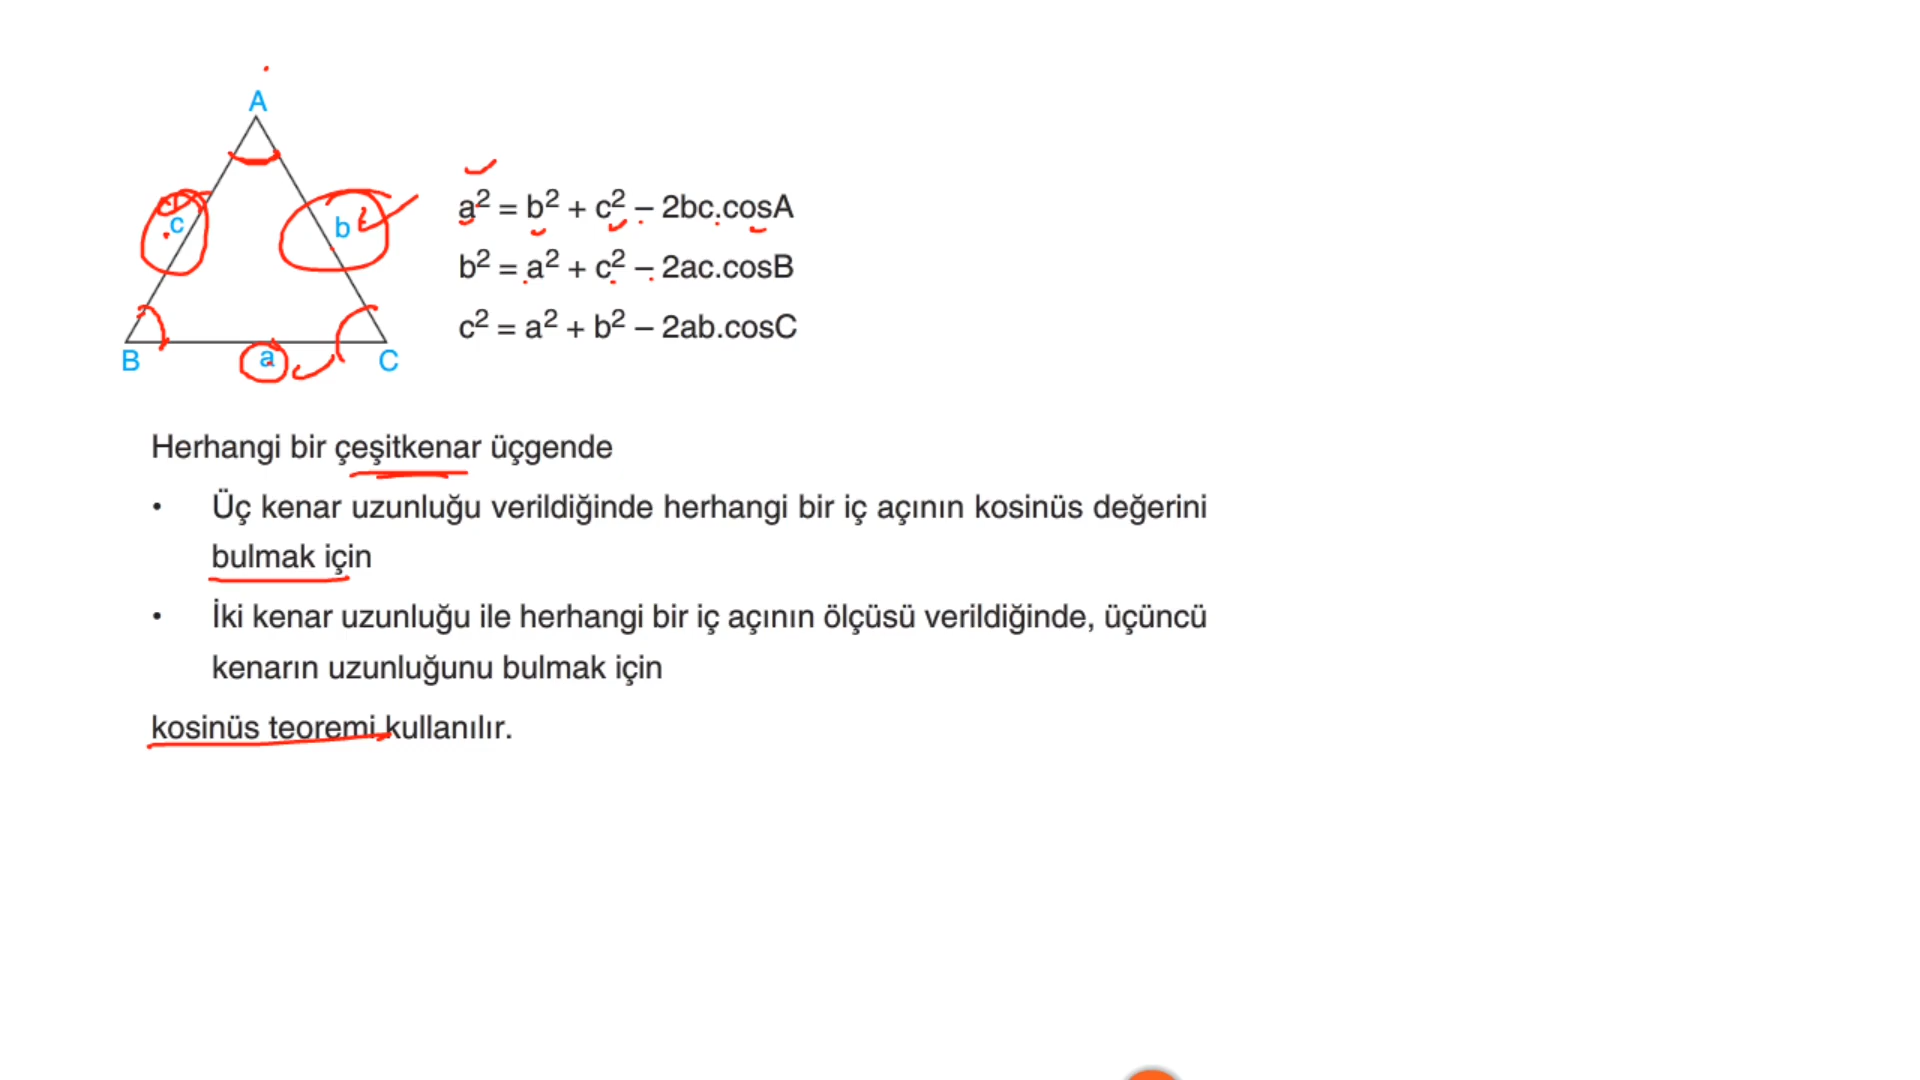 A
c
b
B
a
C
a² = b² + c² – 2bc.cosA
b² = a² + c² – 2ac.cosB
c² = a² + b² – 2ab.cosC
Herhangi bir çeşitkenar üçgende
• Üç kenar uzunluğu verildiğinde herhangi bir iç açının kosinüs değerini
bulmak için
• İki kenar uzunluğu ile herhangi bir iç açının ölçüsü verildiğinde, üçüncü
kenarın uzunluğunu bulmak için
kosinüs teoremi kullanılır.